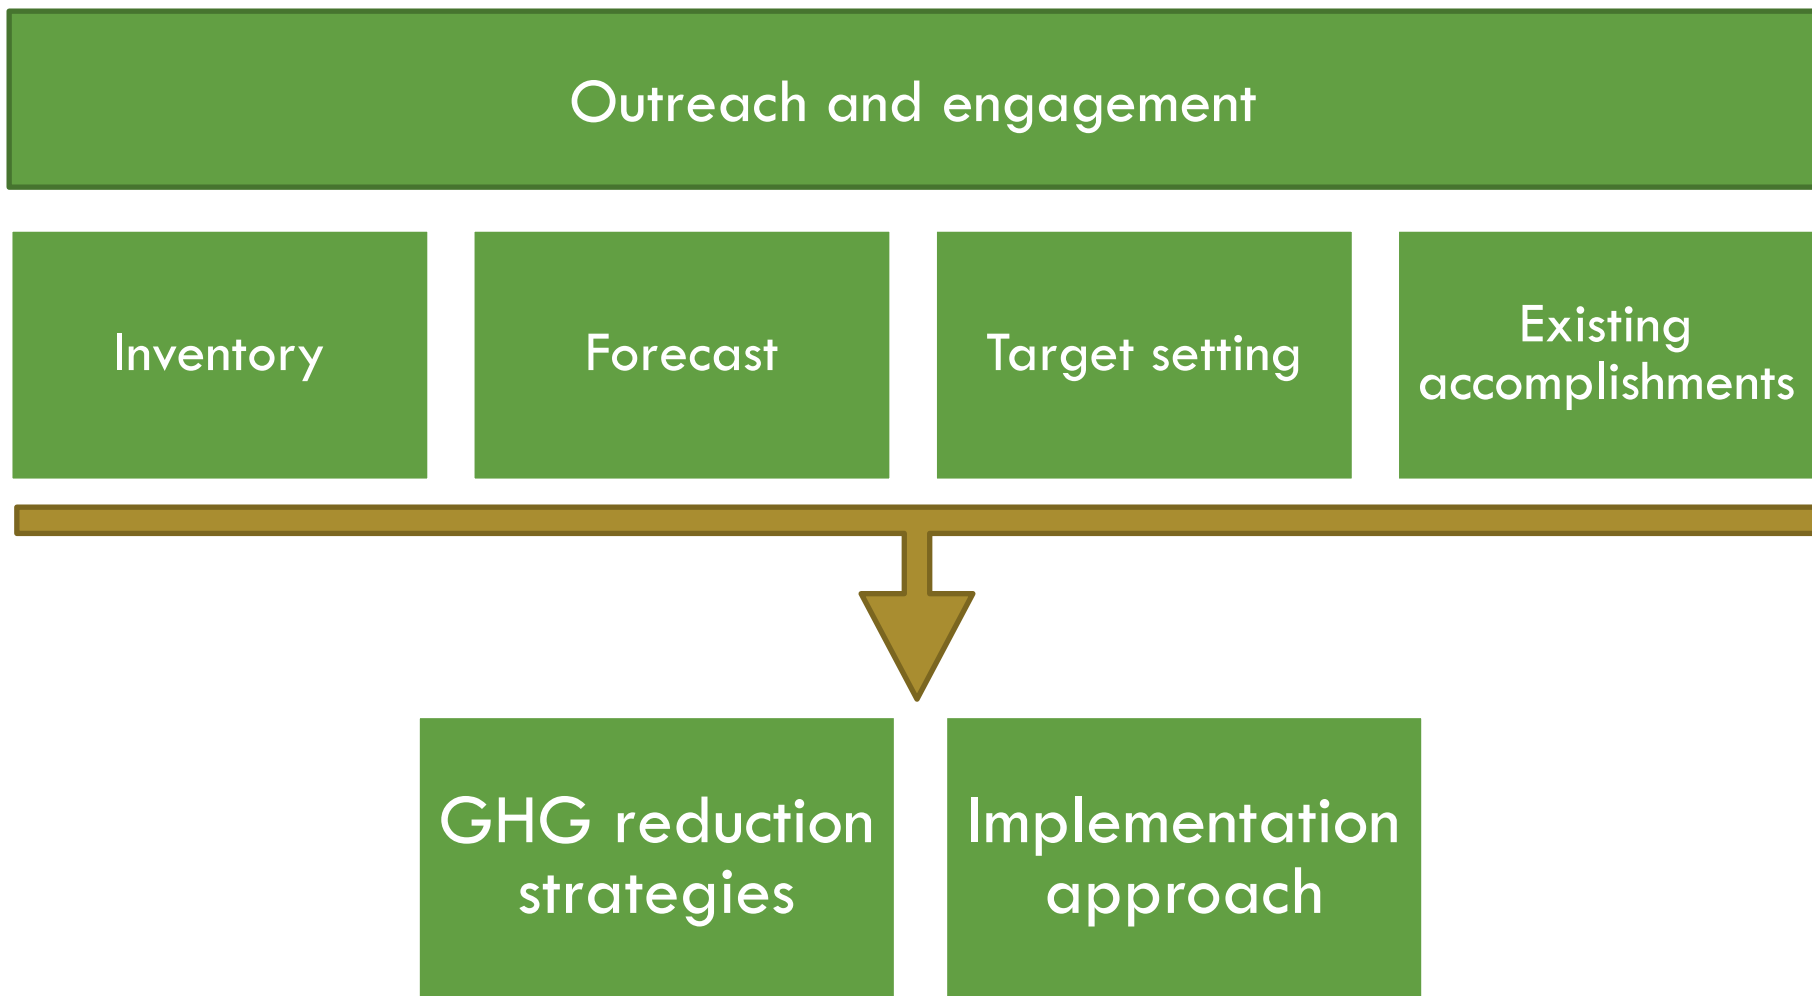 Outreach and engagement
Inventory
Forecast
Target setting
Existing
accomplishments
GHG reduction
strategies
Implementation
approach